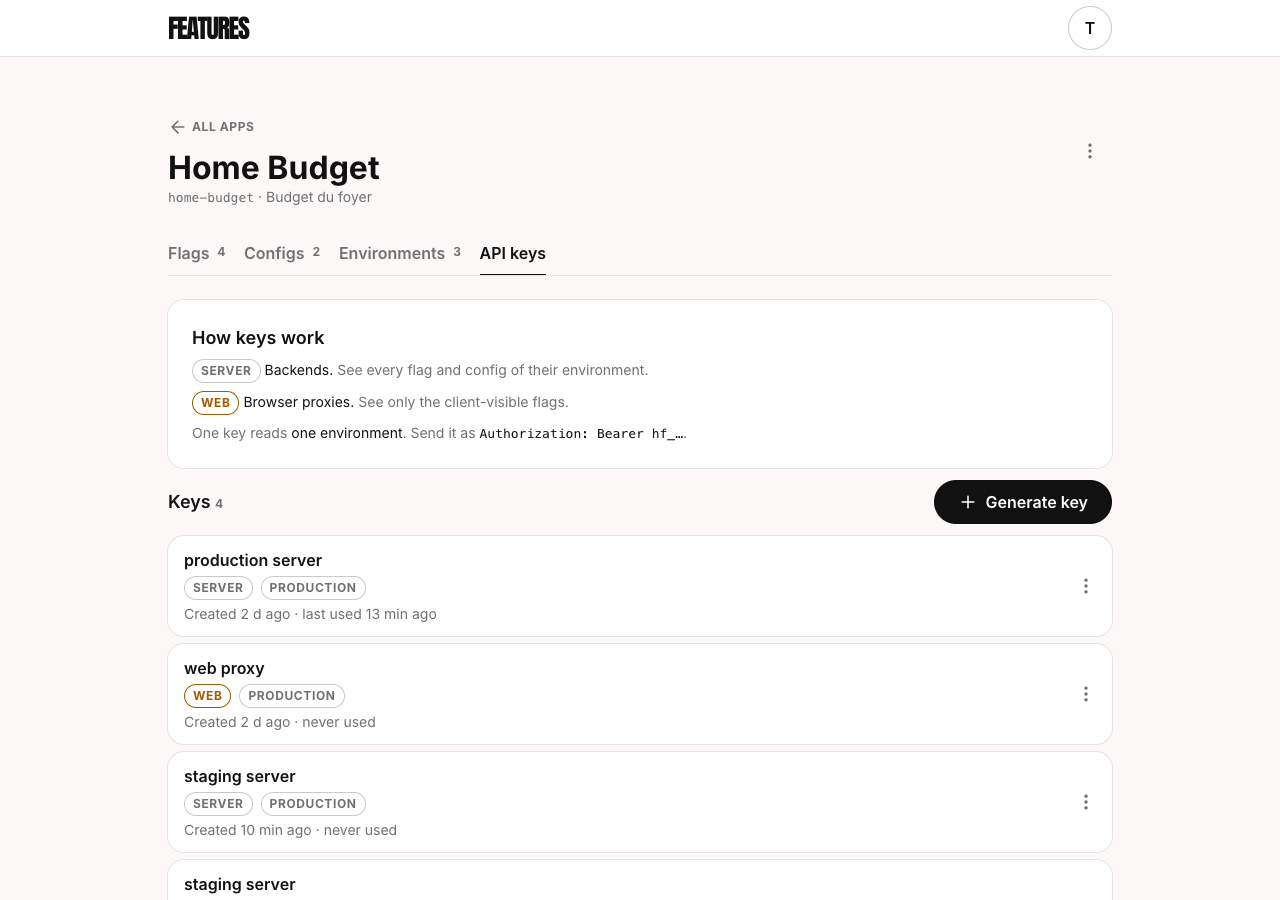 FEATURES
T
ALL APPS
Home Budget
home-budget · Budget du foyer
Flags 4 Configs 2 Environments 3 API keys
How keys work
SERVER Backends. See every flag and config of their environment.
WEB Browser proxies. See only the client-visible flags.
One key reads one environment. Send it as Authorization: Bearer hf_….
Keys 4
Generate key
production server
SERVER PRODUCTION
Created 2 d ago · last used 13 min ago
web proxy
WEB PRODUCTION
Created 2 d ago · never used
staging server
SERVER PRODUCTION
Created 10 min ago · never used
staging server